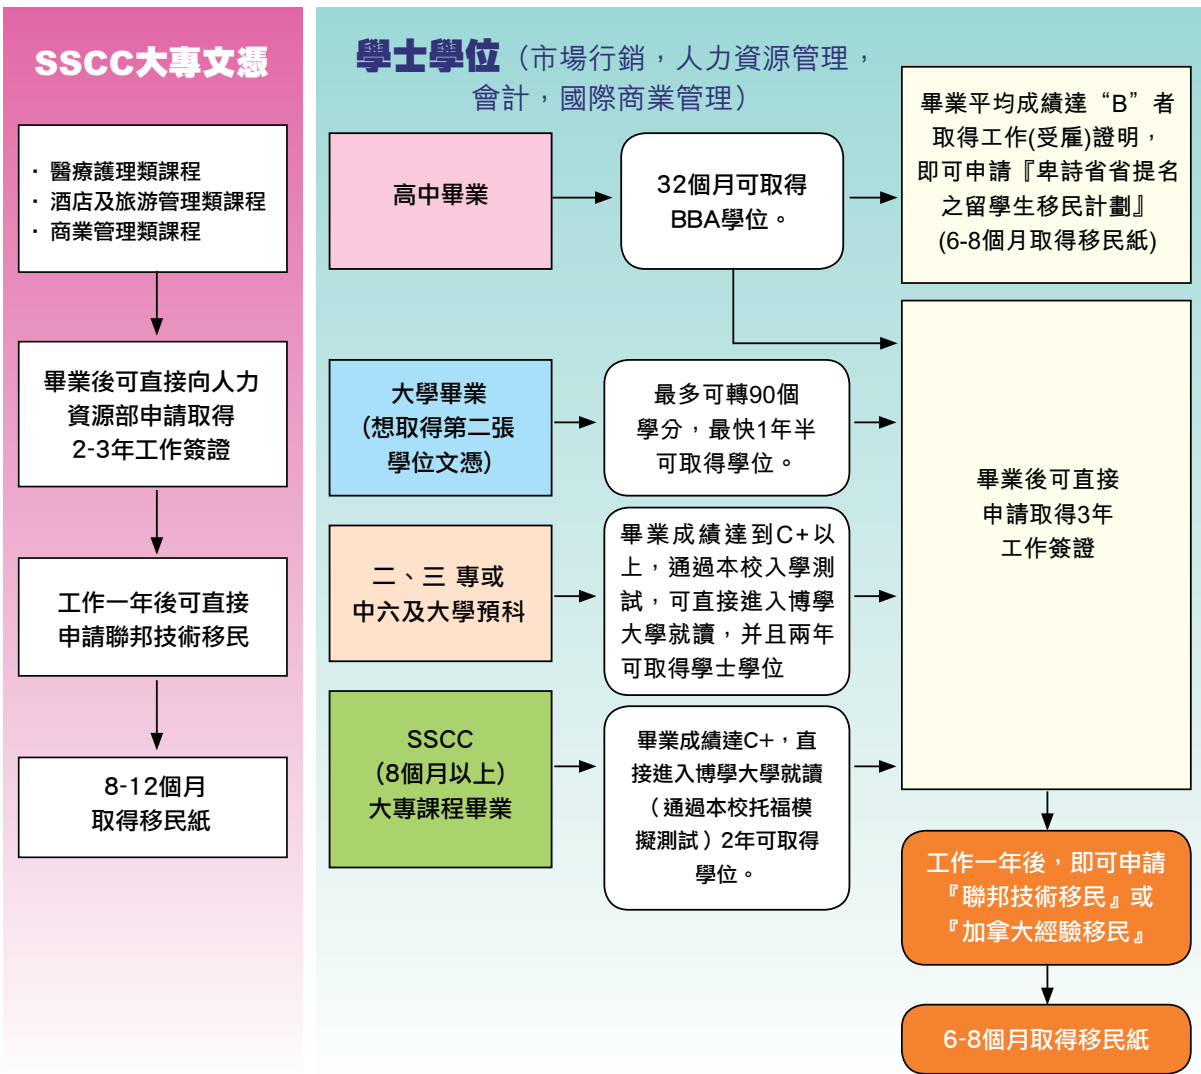 SSCC大專文憑
· 醫療護理類課程
· 酒店及旅游管理類課程
· 商業管理類課程
畢業後可直接向人力
資源部申請取得
2-3年工作簽證
工作一年後可直接
申請聯邦技術移民
8-12個月
取得移民紙
學士學位（市場行銷，人力資源管理，
會計，國際商業管理）
高中畢業
32個月可取得
BBA學位。
畢業平均成績達“B”者
取得工作(受雇)證明，
即可申請『卑詩省省提名
之留學生移民計劃』
(6-8個月取得移民紙)
大學畢業
(想取得第二張
學位文憑)
最多可轉90個
學分，最快1年半
可取得學位。
二、三 專或
中六及大學預科
畢業成績達到C+以
上，通過本校入學測
試，可直接進入博學
大學就讀，并且兩年
可取得學士學位
SSCC
（8個月以上）
大專課程畢業
畢業成績達C+，直
接進入博學大學就讀
（通過本校托福模
擬測試）2年可取得
學位。
畢業後可直接
申請取得3年
工作簽證
工作一年後，即可申請
『聯邦技術移民』或
『加拿大經驗移民』
6-8個月取得移民紙